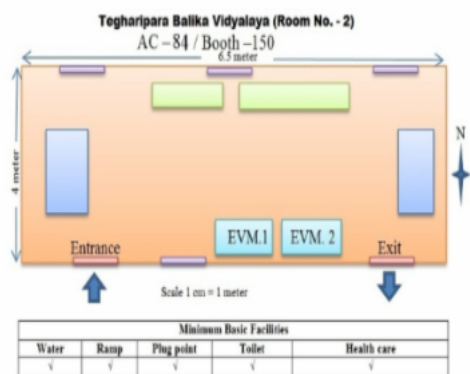 Tegharipara Balika Vidyalaya (Room No. - 2)
AC – 84 / Booth –150
6.5 meter
4 meter
N
EVM.1 EVM. 2
Entrance Exit
Scale 1 cm = 1 meter
Minimum Basic Facilities
Water Ramp Plug point Toilet Health care
√ √ √ √ √